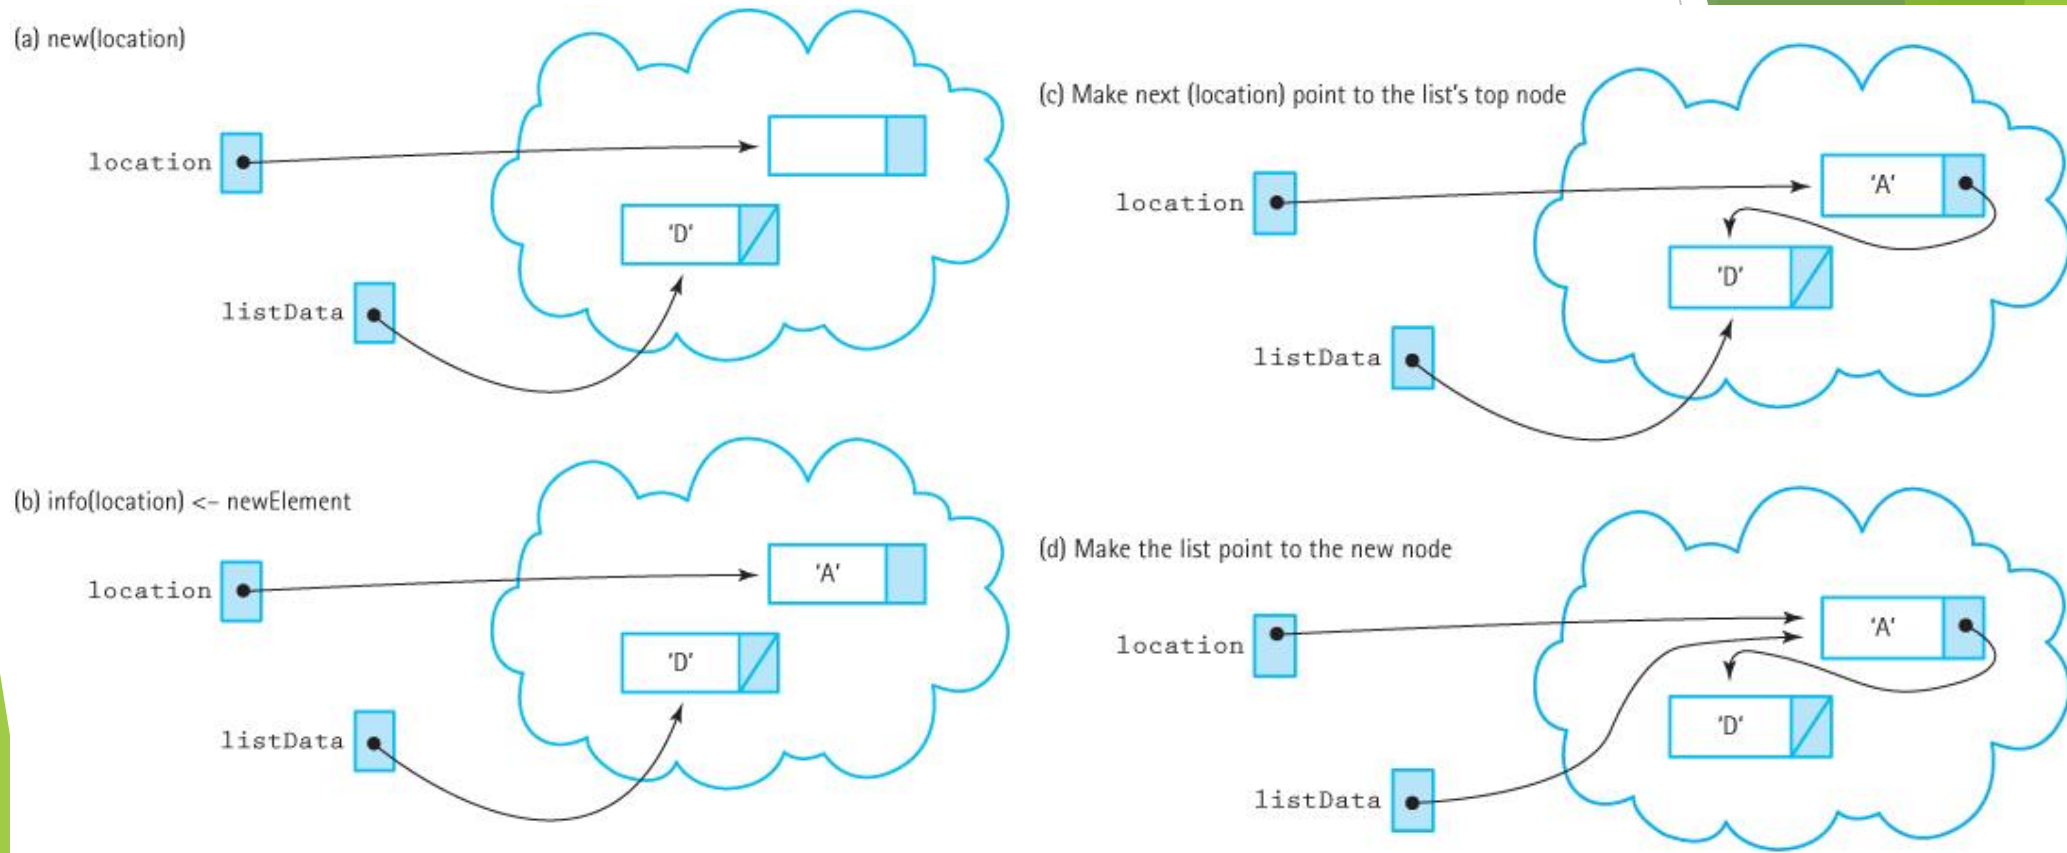 (a) new(location)
location
'D'
listData
(b) info(location) <- newElement
location
'A'
'D'
listData
(c) Make next (location) point to the list's top node
location
'A'
'D'
listData
(d) Make the list point to the new node
location
'A'
'D'
listData